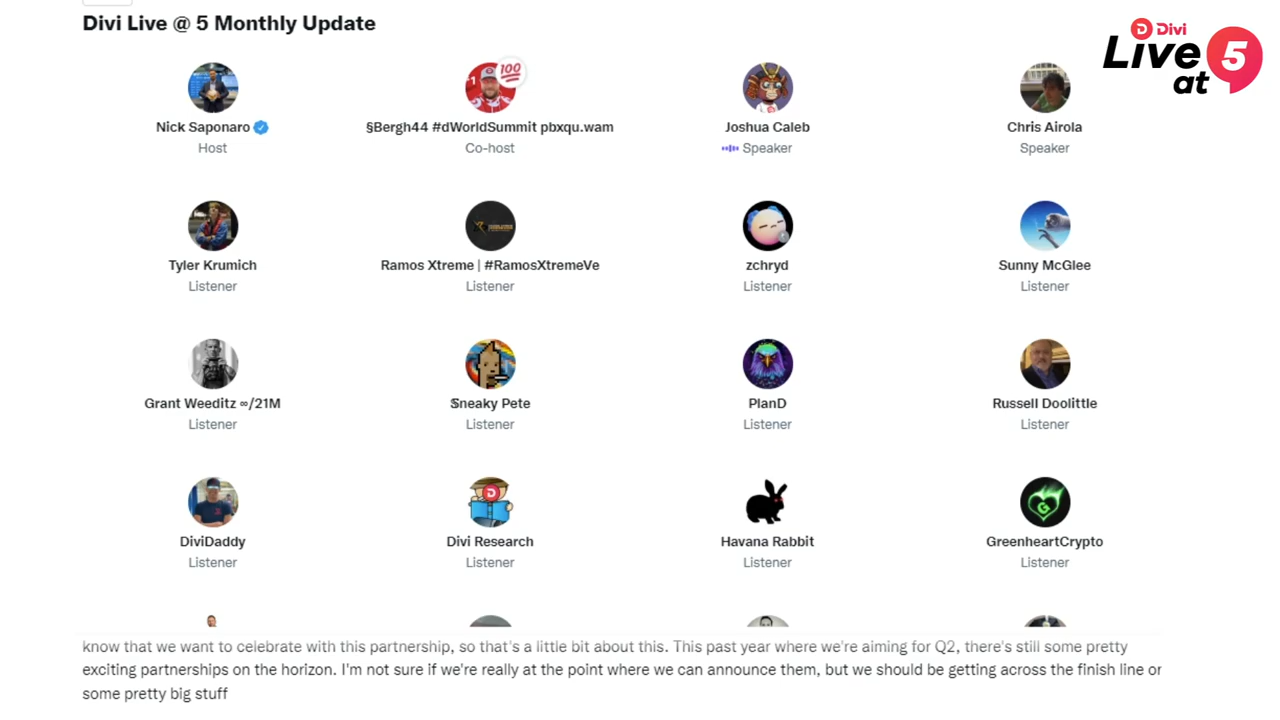 Divi Live @ 5 Monthly Update
Divi
Live
at
5
100
Nick Saponaro
Host
§Bergh44 #dWorldSummit pbxqu.wam
Co-host
Joshua Caleb
Speaker
Chris Airola
Speaker
Tyler Krumich
Listener
Ramos Xtreme | #RamosXtremeVe
Listener
zchryd
Listener
Sunny McGlee
Listener
Grant Weeditz ∞/21M
Listener
Sneaky Pete
Listener
PlanD
Listener
Russell Doolittle
Listener
DiviDaddy
Listener
Divi Research
Listener
Havana Rabbit
Listener
GreenheartCrypto
Listener
know that we want to celebrate with this partnership, so that's a little bit about this. This past year where we're aiming for Q2, there's still some pretty
exciting partnerships on the horizon. I'm not sure if we're really at the point where we can announce them, but we should be getting across the finish line or
some pretty big stuff